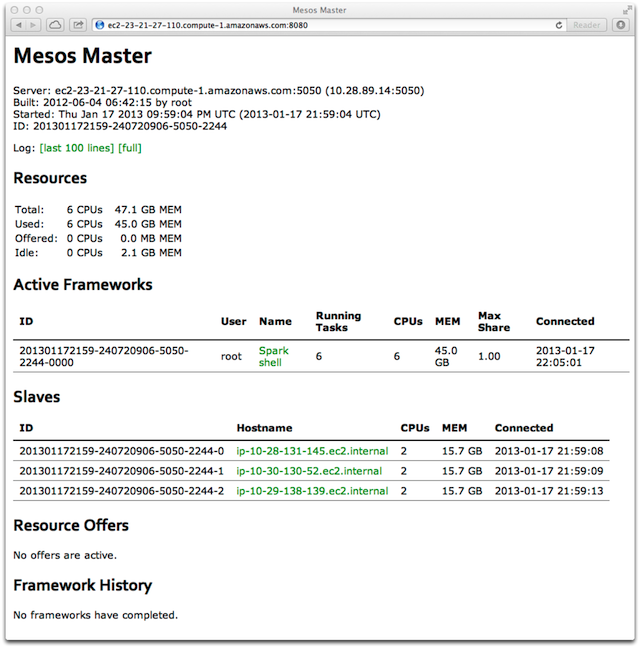 Mesos Master
ec2-23-21-27-110.compute-1.amazonaws.com:8080
Reader
Mesos Master
Server: ec2-23-21-27-110.compute-1.amazonaws.com:5050 (10.28.89.14:5050)
Built: 2012-06-04 06:42:15 by root
Started: Thu Jan 17 2013 09:59:04 PM UTC (2013-01-17 21:59:04 UTC)
ID: 201301172159-240720906-5050-2244
Log: [last 100 lines] [full]
Resources
Total: 6 CPUs 47.1 GB MEM
Used: 6 CPUs 45.0 GB MEM
Offered: 0 CPUs 0.0 MB MEM
Idle: 0 CPUs 2.1 GB MEM
Active Frameworks
ID User Name Running Tasks CPUs MEM Max Share Connected
201301172159-240720906-5050-2244-0000 root Spark shell 6 6 45.0 GB 1.00 2013-01-17 22:05:01
Slaves
ID Hostname CPUs MEM Connected
201301172159-240720906-5050-2244-0 ip-10-28-131-145.ec2.internal 2 15.7 GB 2013-01-17 21:59:08
201301172159-240720906-5050-2244-1 ip-10-30-130-52.ec2.internal 2 15.7 GB 2013-01-17 21:59:09
201301172159-240720906-5050-2244-2 ip-10-29-138-139.ec2.internal 2 15.7 GB 2013-01-17 21:59:13
Resource Offers
No offers are active.
Framework History
No frameworks have completed.